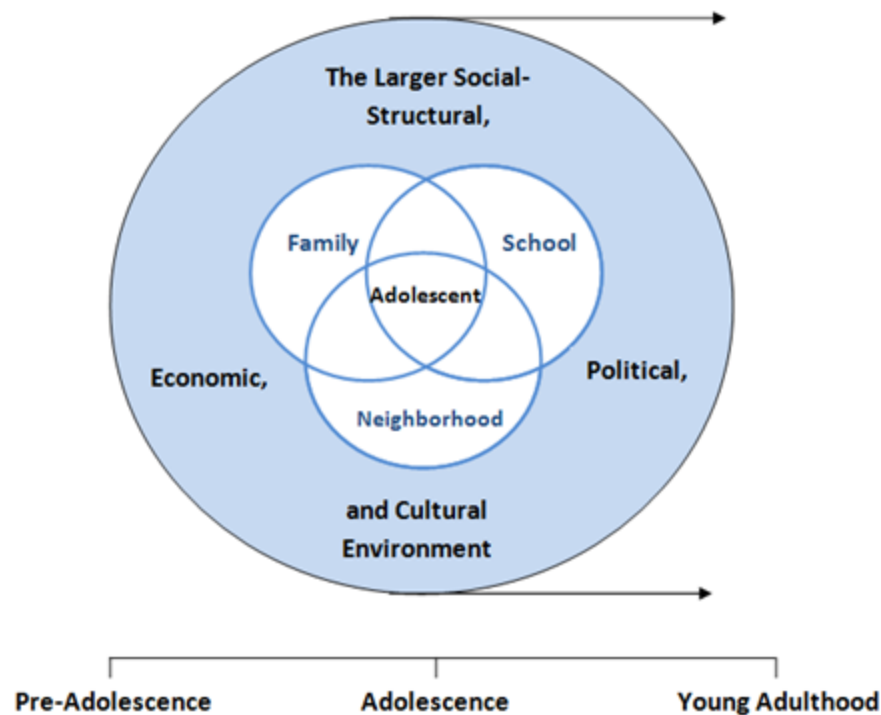 The Larger Social-
Structural,
Family
School
Adolescent
Economic,
Political,
Neighborhood
and Cultural
Environment
Pre-Adolescence
Adolescence
Young Adulthood